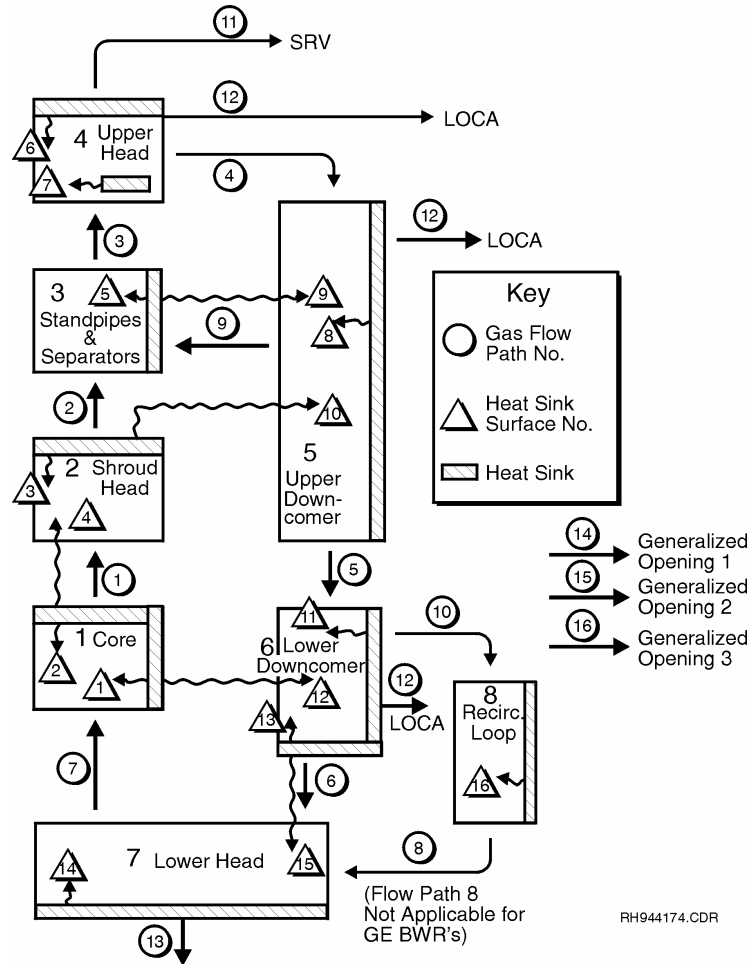 11
SRV
12
LOCA
4 Upper
Head
6
7
4
12
LOCA
3
3
5
Standpipes
&
Separators
9
9
8
Key
Gas Flow
Path No.
Heat Sink
Surface No.
Heat Sink
2
10
2 Shroud
Head
3
4
5
Upper
Down-
comer
14
Generalized
Opening 1
15
Generalized
Opening 2
16
Generalized
Opening 3
1
5
1 Core
2
1
11
6 Lower
Downcomer
12
13
10
12
LOCA
8
Recirc.
Loop
16
7
6
7 Lower Head
14
15
8
(Flow Path 8
Not Applicable for
GE BWR's)
13
RH944174.CDR